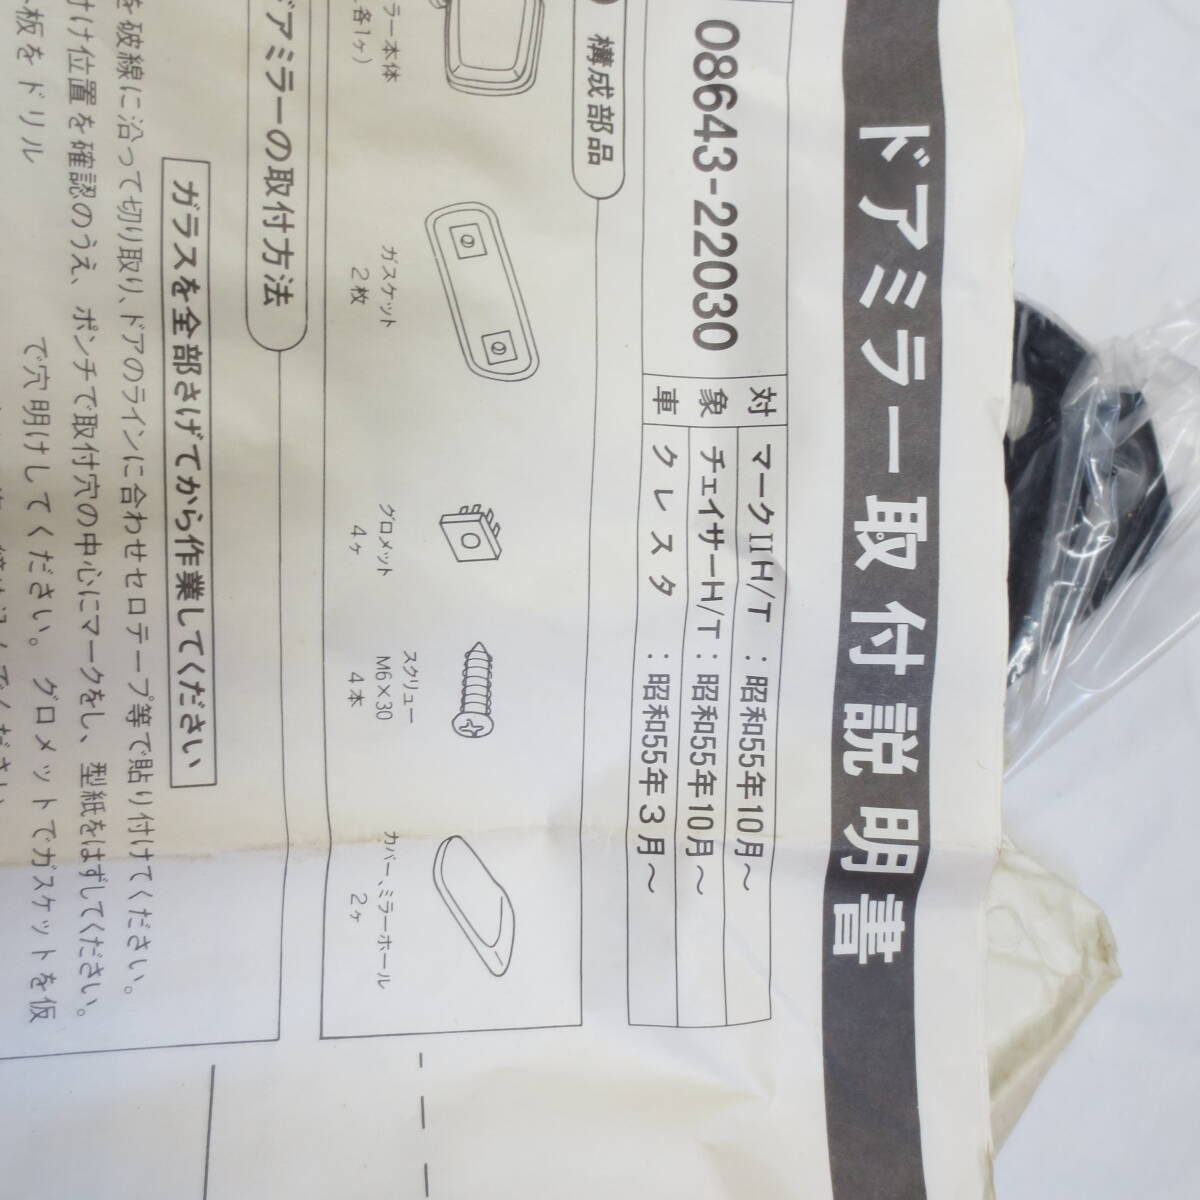 ドアミラー取付説明書
08643-22030
対象車
マークII H/T : 昭和55年10月〜
チェイサーH/T : 昭和55年10月〜
クレスタ : 昭和55年3月〜
構成部品
ラー本体
各1ヶ)
ガスケット
2枚
グロメット
4ヶ
スクリュー
M6×30
4本
カバー、ミラーホール
2ヶ
アミラーの取付方法
ガラスを全部さげてから作業してください
を破線に沿って切り取り、ドアのラインに合わせセロテープ等で貼り付けてください。
け位置を確認のうえ、ポンチで取付穴の中心にマークをし、型紙をはずしてください。
板をドリル
で穴明けしてください。グロメットでガスケットを仮